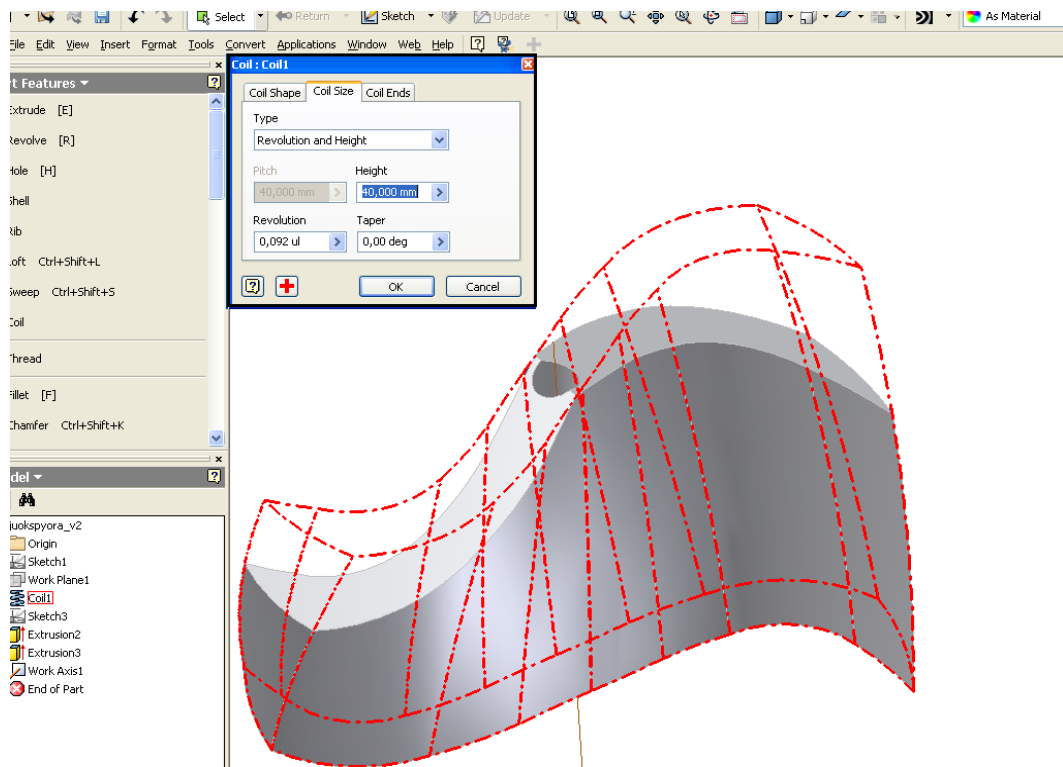 Select Return Sketch Update As Material
File Edit View Insert Format Tools Convert Applications Window Web Help
Coil : Coil1
rt Features
Extrude [E]
Revolve [R]
Hole [H]
Shell
Rib
Loft Ctrl+Shift+L
Sweep Ctrl+Shift+S
Coil
Thread
Fillet [F]
Chamfer Ctrl+Shift+K
Coil Shape Coil Size Coil Ends
Type
Revolution and Height
Pitch Height
40,000 mm 40,000 mm
Revolution Taper
0,092 ul 0,00 deg
OK Cancel
del
juokspyora_v2
Origin
Sketch1
Work Plane1
Coil1
Sketch3
Extrusion2
Extrusion3
Work Axis1
End of Part